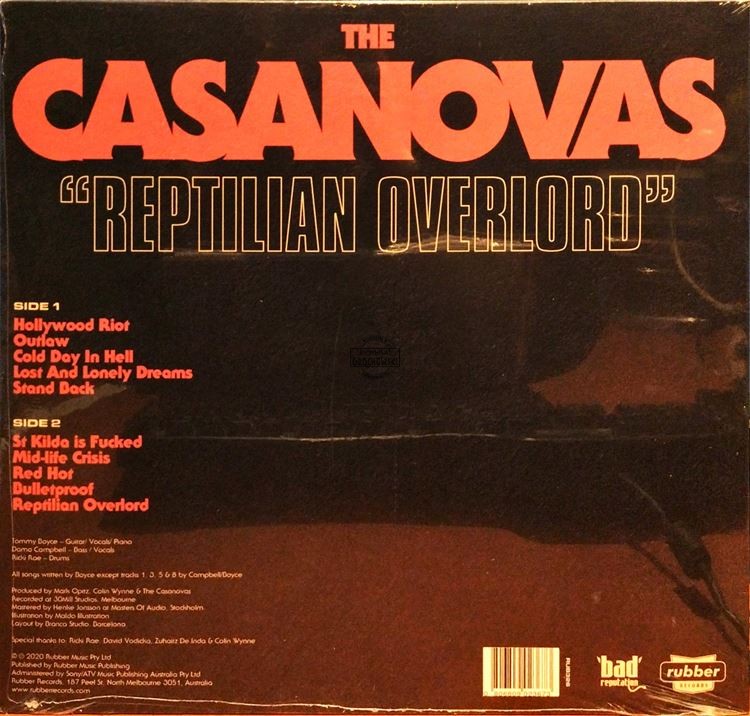 THE
CASANOVAS
“REPTILIAN OVERLORD”
SIDE 1
Hollywood Riot
Outlaw
Cold Day In Hell
Lost And Lonely Dreams
Stand Back
SIDE 2
St Kilda is Fucked
Mid-life Crisis
Red Hot
Bulletproof
Reptilian Overlord
Tommy Boyce – Guitar/ Vocals/ Piano
Damo Campbell – Bass / Vocals
Ricki Rae – Drums
All songs written by Boyce except tracks 1, 3, 5 & 8 by Campbell/Boyce
Produced by Mark Opitz, Colin Wynne & The Casanovas
Recorded at 30Mill Studios, Melbourne
Mastered by Henke Jonsson at Masters Of Audio, Stockholm.
Illustration by Maldo Illustration
Layout by Branca Studio, Barcelona
Special thanks to: Ricki Rae, David Vodicka, Zuhairz De Inda & Colin Wynne
℗ © 2020 Rubber Music Pty Ltd
Published by Rubber Music Publishing
Administered by Sony/ATV Music Publishing Australia Pty Ltd
Rubber Records, 187 Peel St, North Melbourne 3051, Australia
www.rubberrecords.com
RUB326
'bad'
reputation
rubber
RECORDS